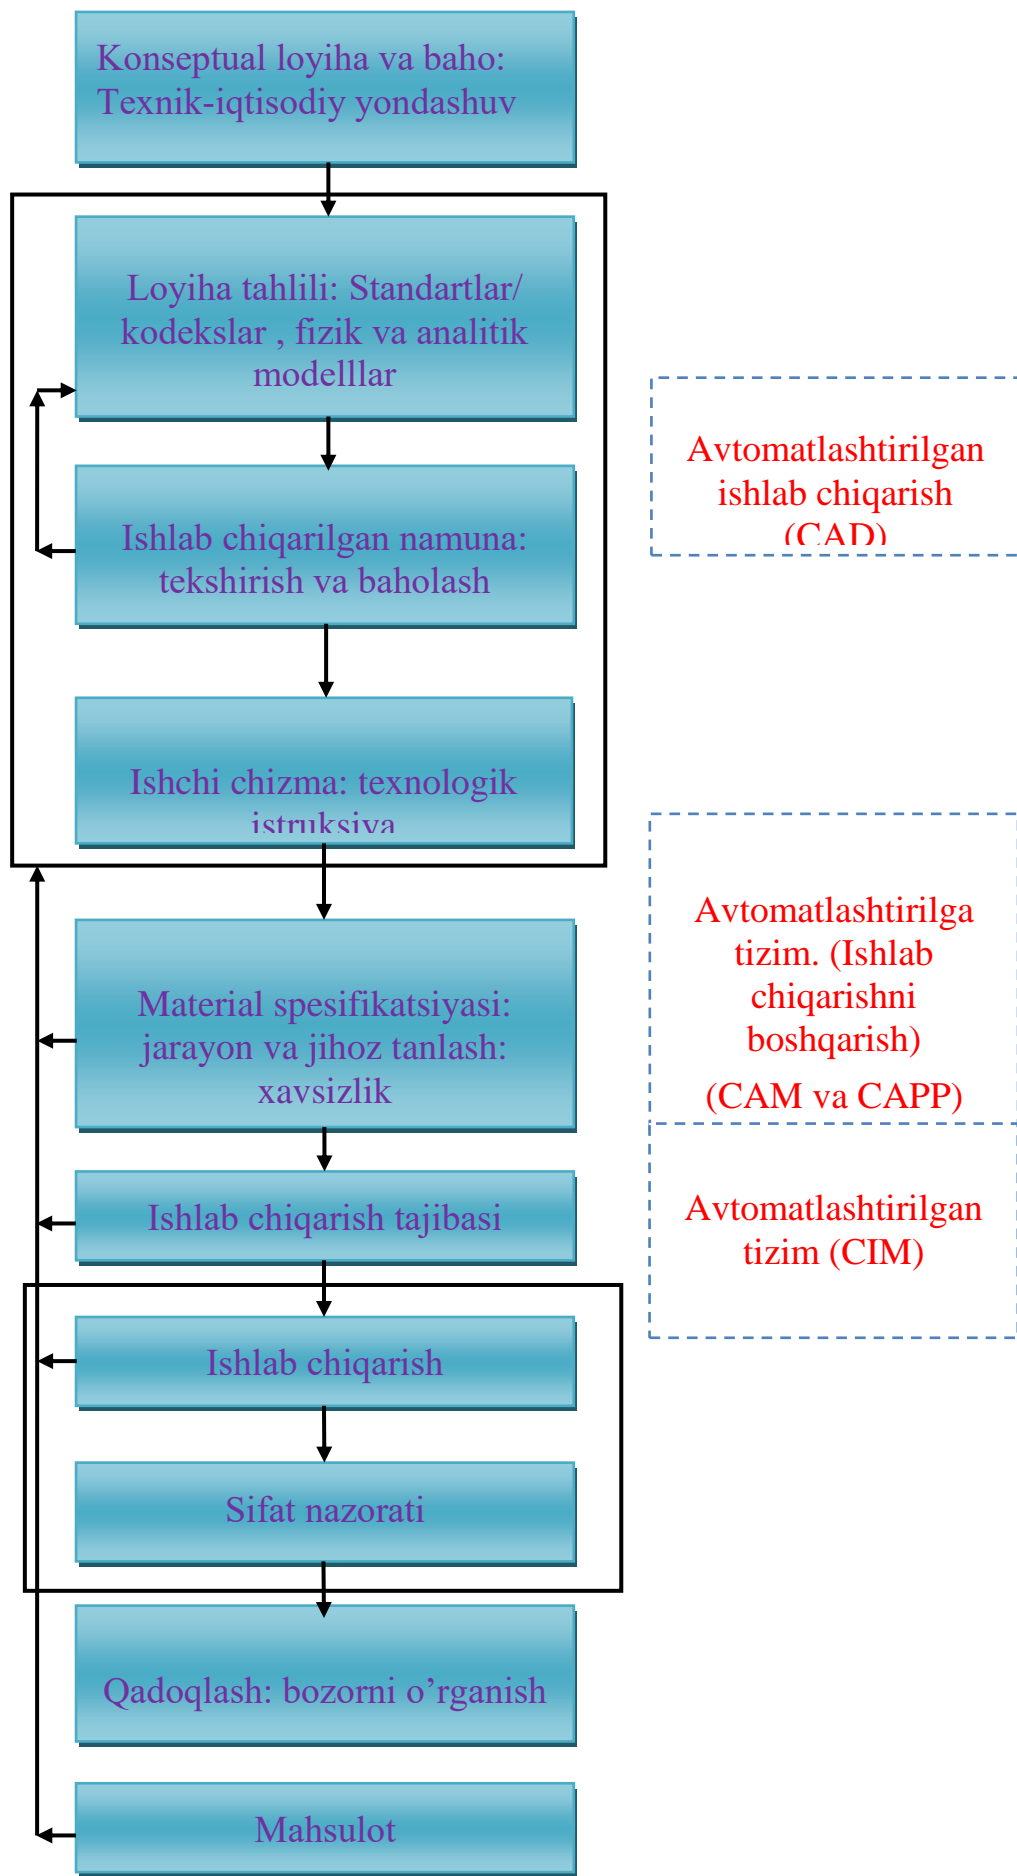 Konseptual loyiha va baho:
Texnik-iqtisodiy yondashuv
Loyiha tahlili: Standartlar/
kodekslar , fizik va analitik
modelllar
Ishlab chiqarilgan namuna:
tekshirish va baholash
Ishchi chizma: texnologik
istruksiya
Material spesifikatsiyasi:
jarayon va jihoz tanlash:
xavsizlik
Ishlab chiqarish tajibasi
Ishlab chiqarish
Sifat nazorati
Qadoqlash: bozorni o’rganish
Mahsulot
Avtomatlashtirilgan
ishlab chiqarish
(CAD)
Avtomatlashtirilga
tizim. (Ishlab
chiqarishni
boshqarish)
(CAM va CAPP)
Avtomatlashtirilgan
tizim (CIM)